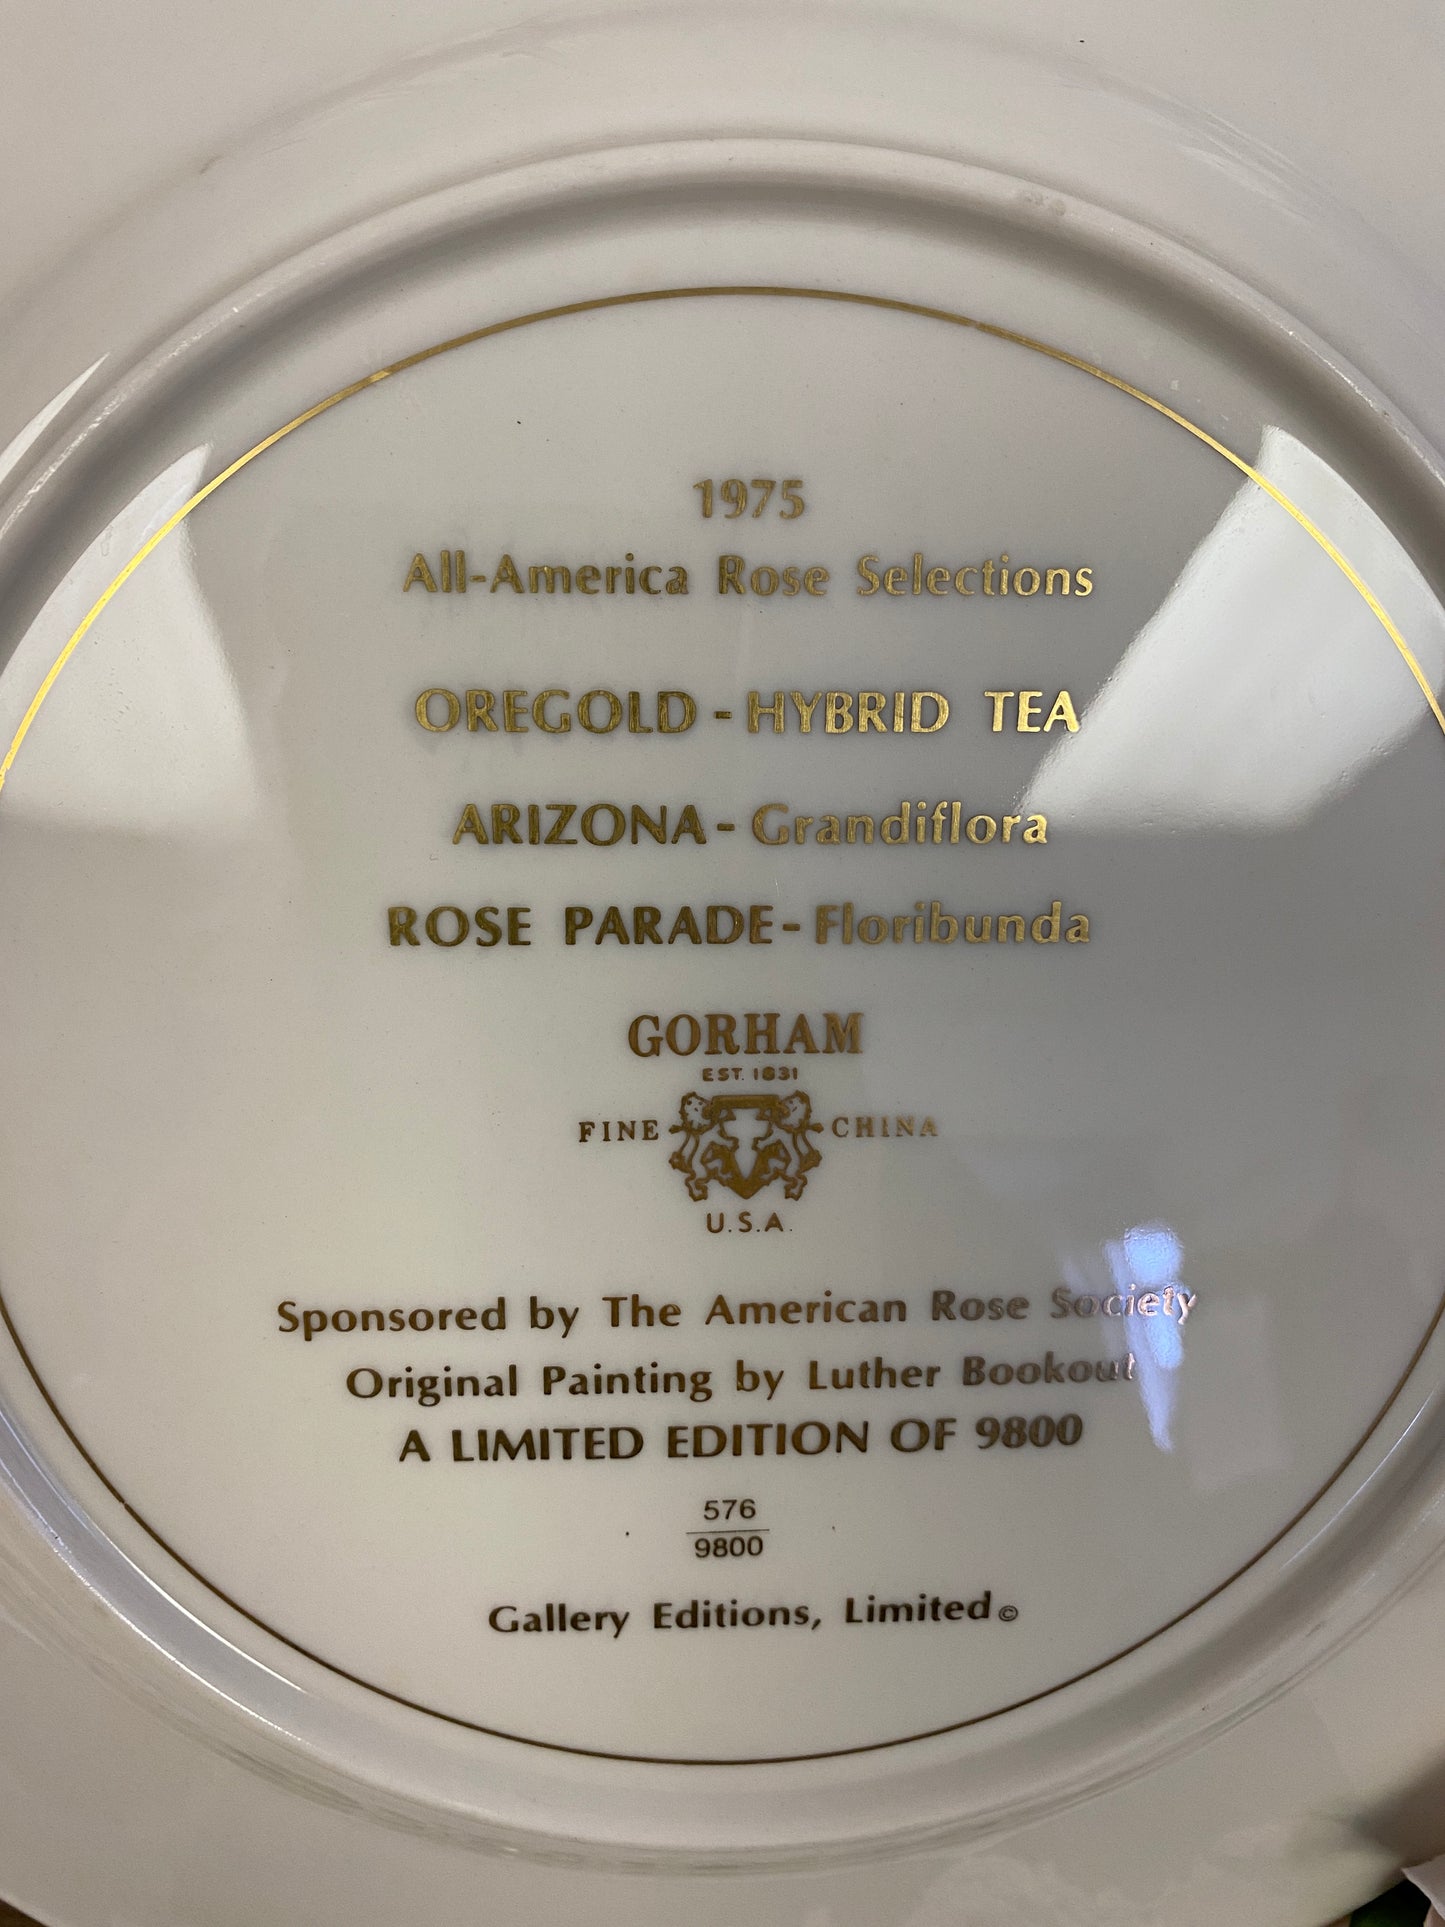 1975
All-America Rose Selections
OREGOLD - HYBRID TEA
ARIZONA - Grandiflora
ROSE PARADE - Floribunda
GORHAM
EST. 1831
FINE CHINA
U.S.A.
Sponsored by The American Rose Society
Original Painting by Luther Bookout
A LIMITED EDITION OF 9800
576
9800
Gallery Editions, Limited ©